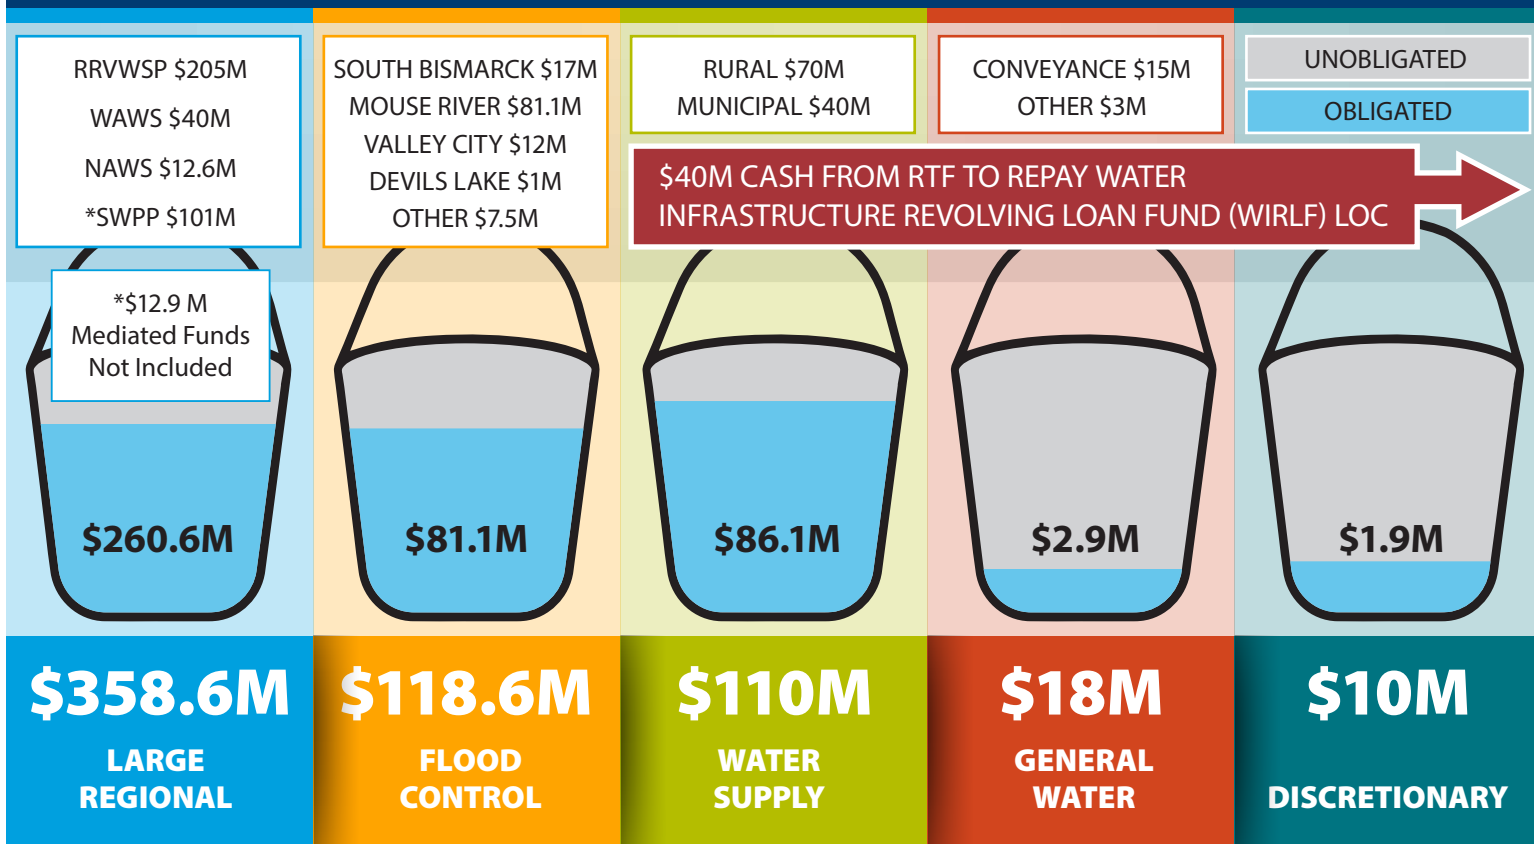 RRVWSP $205M
WAWS $40M
NAWS $12.6M
*SWPP $101M
*$12.9 M
Mediated Funds
Not Included
$260.6M
$358.6M
LARGE
REGIONAL
SOUTH BISMARCK $17M
MOUSE RIVER $81.1M
VALLEY CITY $12M
DEVILS LAKE $1M
OTHER $7.5M
$81.1M
$118.6M
FLOOD
CONTROL
RURAL $70M
MUNICIPAL $40M
$40M CASH FROM RTF TO REPAY WATER
INFRASTRUCTURE REVOLVING LOAN FUND (WIRLF) LOC
$86.1M
$110M
WATER
SUPPLY
CONVEYANCE $15M
OTHER $3M
$2.9M
$18M
GENERAL
WATER
UNOBLIGATED
OBLIGATED
$1.9M
$10M
DISCRETIONARY